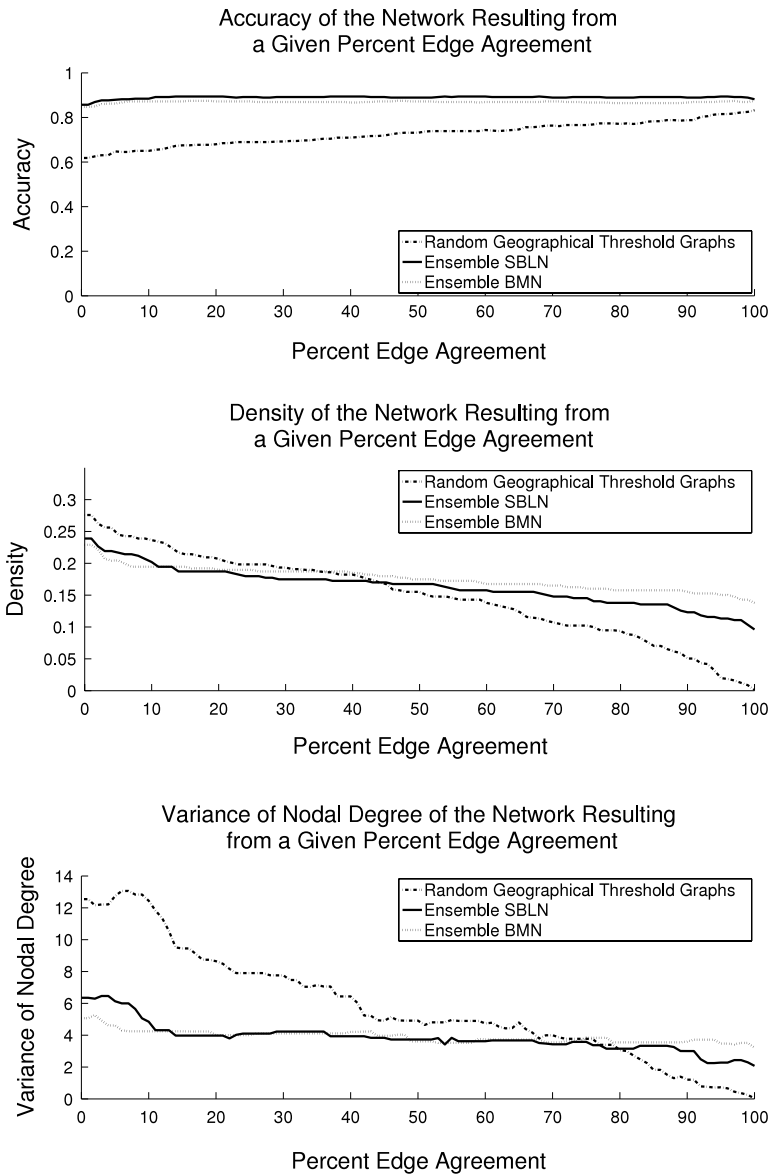 Accuracy of the Network Resulting from
a Given Percent Edge Agreement
1
0.8
0.6
0.4
0.2
0
Accuracy
Random Geographical Threshold Graphs
Ensemble SBLN
Ensemble BMN
0 10 20 30 40 50 60 70 80 90 100
Percent Edge Agreement
Density of the Network Resulting from
a Given Percent Edge Agreement
0.3
0.25
0.2
0.15
0.1
0.05
0
Density
Random Geographical Threshold Graphs
Ensemble SBLN
Ensemble BMN
0 10 20 30 40 50 60 70 80 90 100
Percent Edge Agreement
Variance of Nodal Degree of the Network Resulting
from a Given Percent Edge Agreement
14
12
10
8
6
4
2
0
Variance of Nodal Degree
Random Geographical Threshold Graphs
Ensemble SBLN
Ensemble BMN
0 10 20 30 40 50 60 70 80 90 100
Percent Edge Agreement